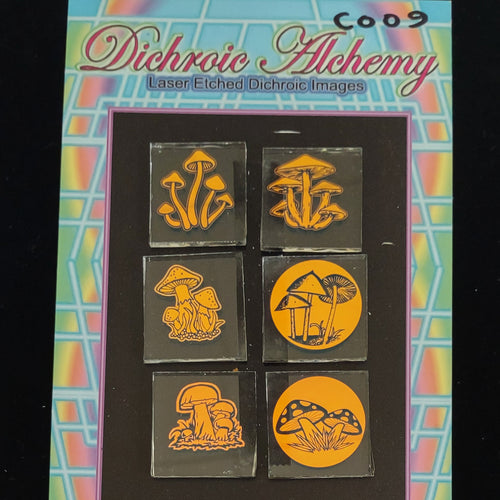 C009
Dichroic Alchemy
Laser Etched Dichroic Images